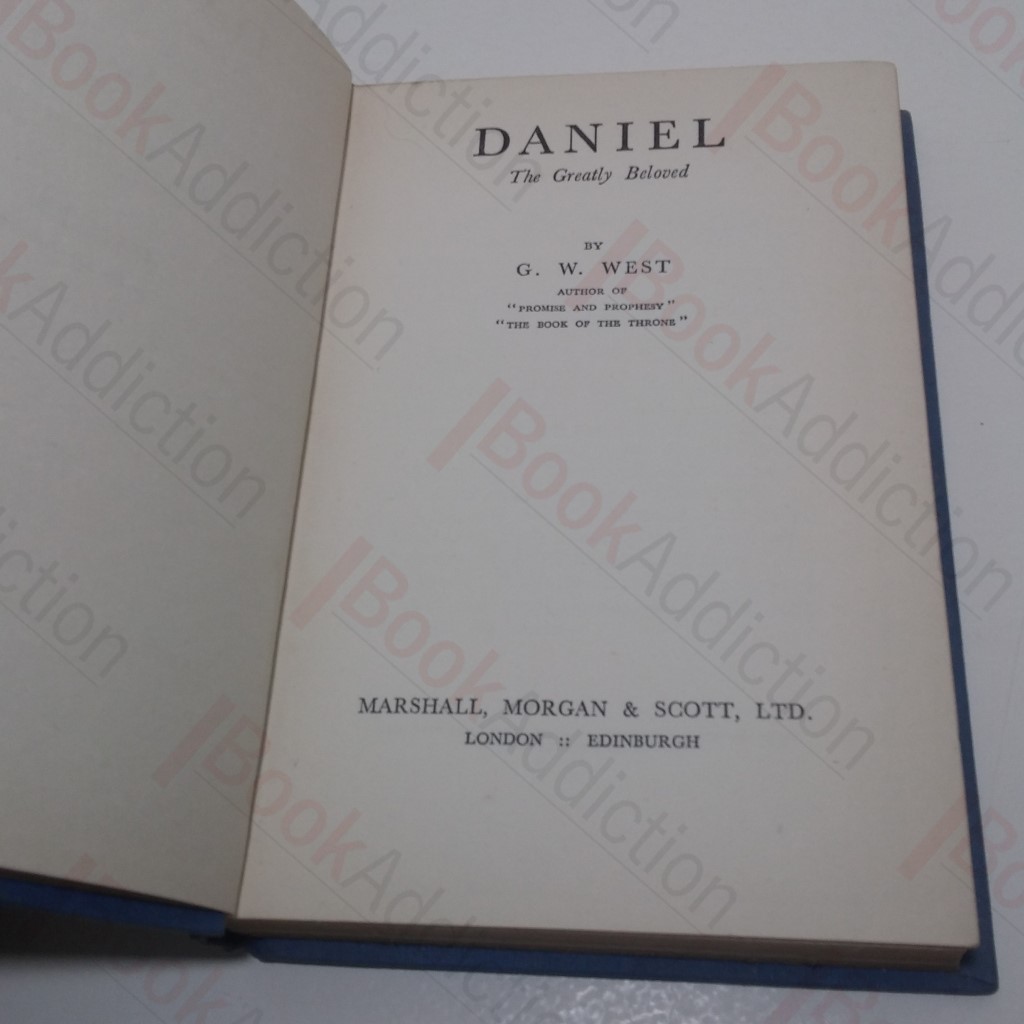 DANIEL
The Greatly Beloved
BY
G. W. WEST
AUTHOR OF
"PROMISE AND PROPHESY"
"THE BOOK OF THE THRONE"
MARSHALL, MORGAN & SCOTT, LTD.
LONDON :: EDINBURGH
BookAddiction